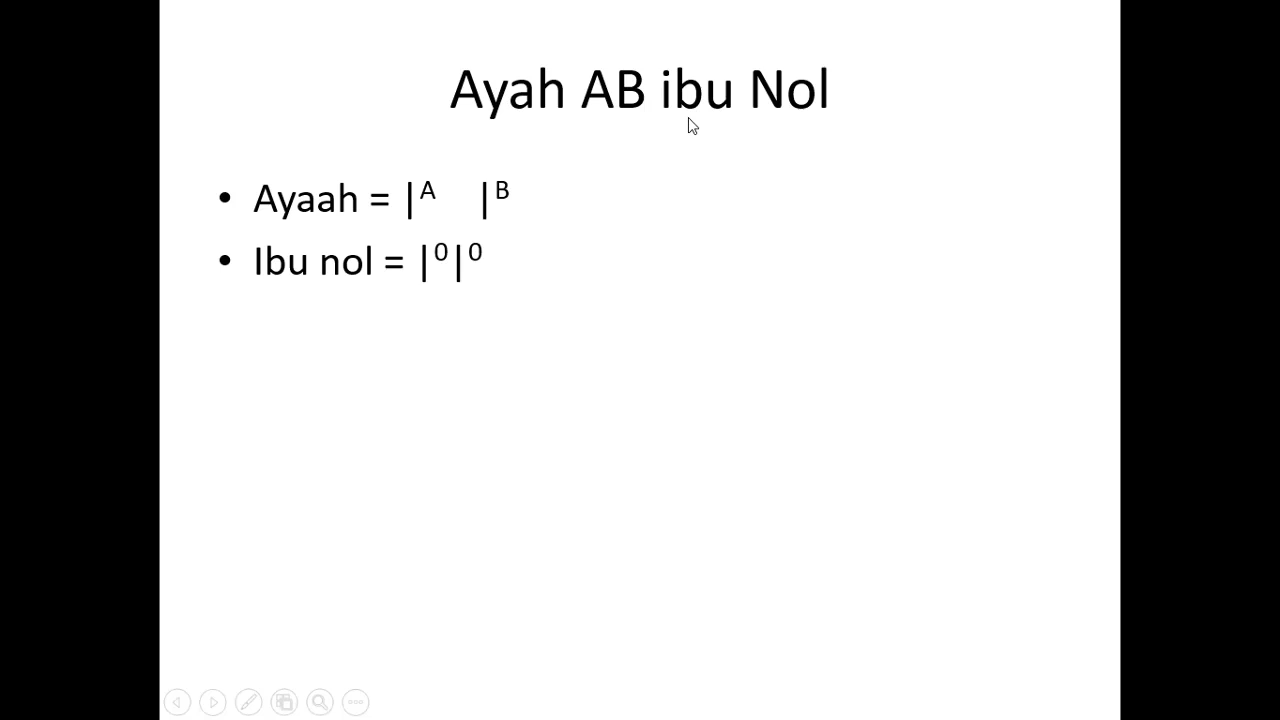 Ayah AB ibu Nol
• Ayaah = |ᴬ |ᴮ
• Ibu nol = |⁰|⁰